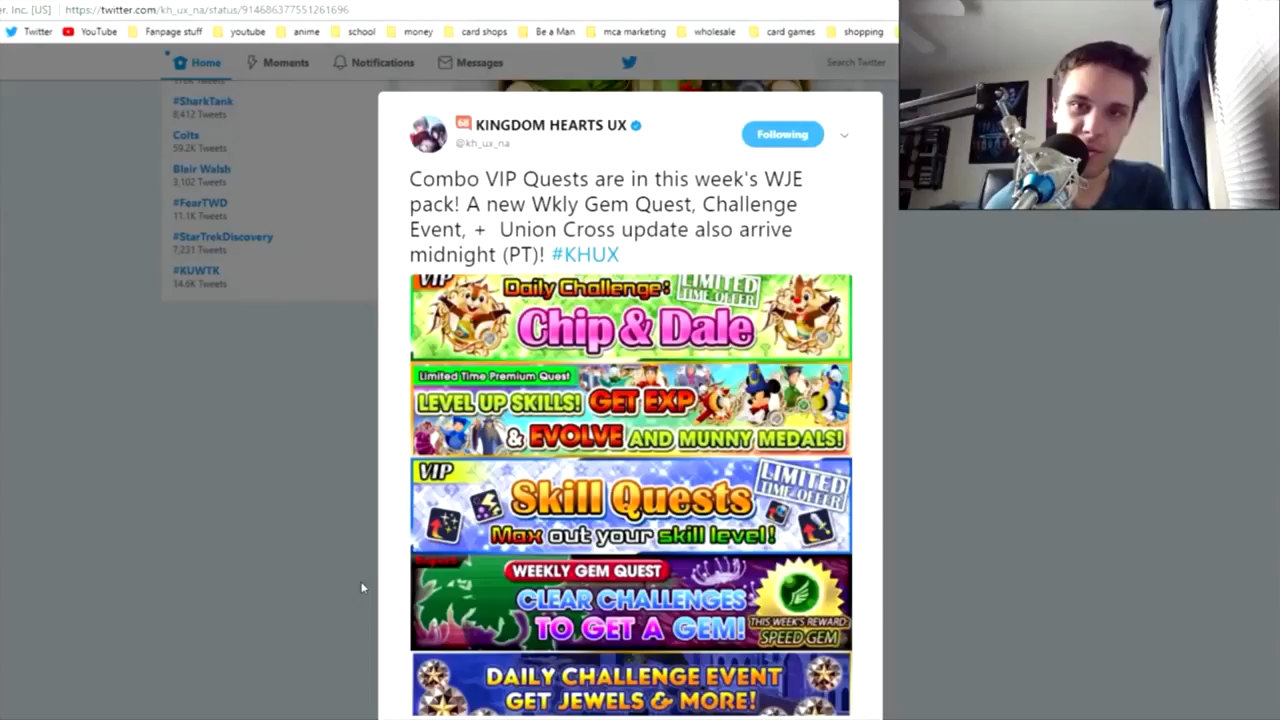 er. Inc. [US] | https://twitter.com/kh_ux_na/status/914686377551261696
Twitter YouTube Fanpage stuff youtube anime school money card shops Be a Man mca marketing wholesale card games shopping
Home Moments Notifications Messages Search Twitter
#SharkTank
8,412 Tweets
Colts
59.2K Tweets
Blair Walsh
3,102 Tweets
#FearTWD
11.1K Tweets
#StarTrekDiscovery
7,231 Tweets
#KUWTK
14.6K Tweets
KINGDOM HEARTS UX
@kh_ux_na
Following
Combo VIP Quests are in this week's WJE
pack! A new Wkly Gem Quest, Challenge
Event, + Union Cross update also arrive
midnight (PT)! #KHUX
VIP
Daily Challenge:
LIMITED
TIME OFFER
Chip & Dale
Limited Time Premium Quest
LEVEL UP SKILLS! GET EXP
& EVOLVE AND MUNNY MEDALS!
VIP
LIMITED
TIME OFFER
Skill Quests
Max out your skill level!
WEEKLY GEM QUEST
CLEAR CHALLENGES
TO GET A GEM!
THIS WEEK'S REWARD:
SPEED GEM
DAILY CHALLENGE EVENT
GET JEWELS & MORE!